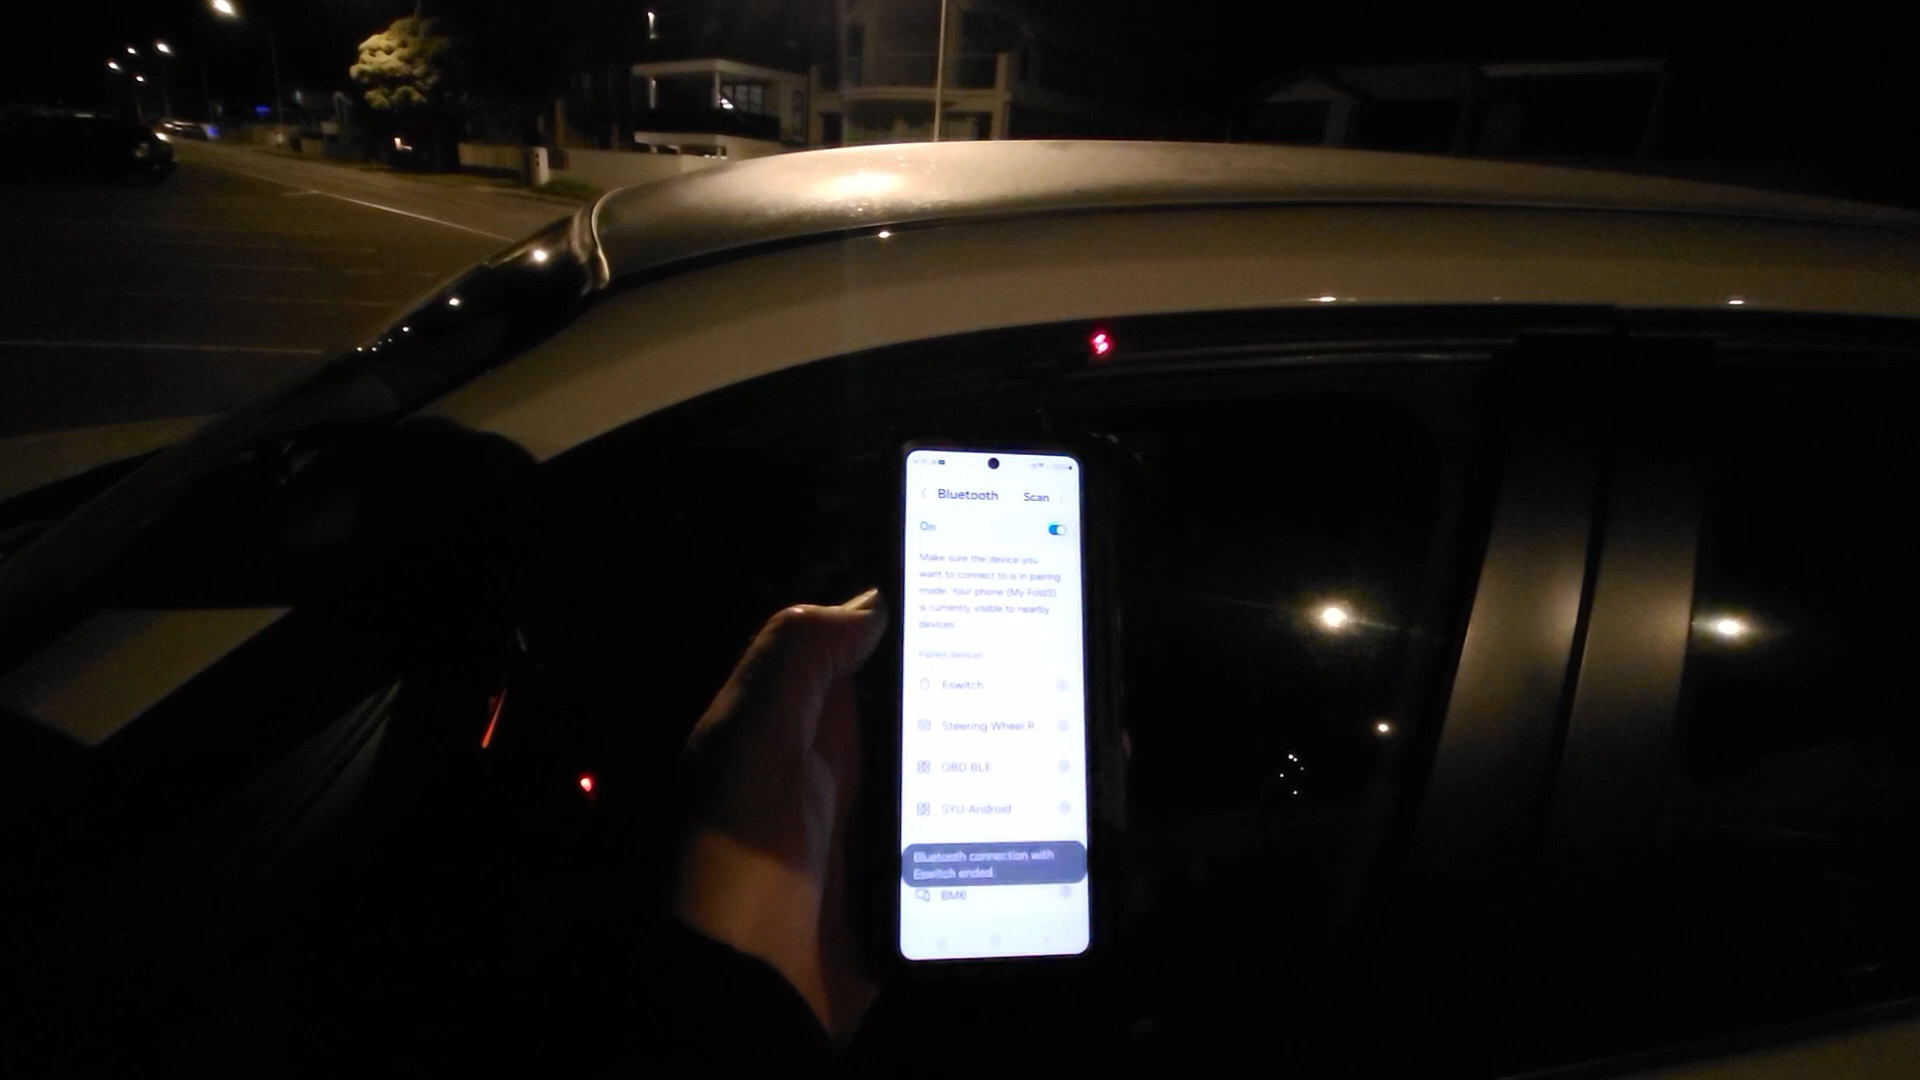 Bluetooth Scan
On
Make sure the device you
want to connect to is in pairing
mode. Your phone (My Fold3)
is currently visible to nearby
devices.
Paired devices
Eswitch
Steering Wheel R
OBD BLE
SYU-Android
Bluetooth connection with
Eswitch ended.
BM6